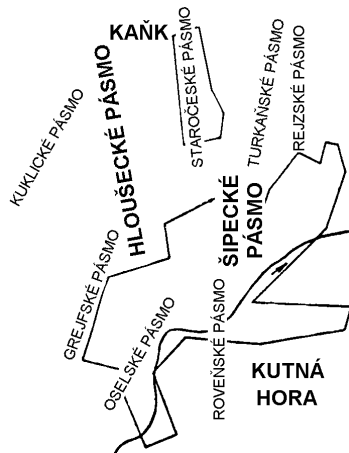 KAŇK
STAROČESKÉ PÁSMO
TURKAŇSKÉ PÁSMO
REJZSKÉ PÁSMO
KUKLICKÉ PÁSMO
HLOUŠECKÉ PÁSMO
ŠIPECKÉ
PÁSMO
GREJFSKÉ PÁSMO
OSELSKÉ PÁSMO
ROVEŇSKÉ PÁSMO
KUTNÁ
HORA